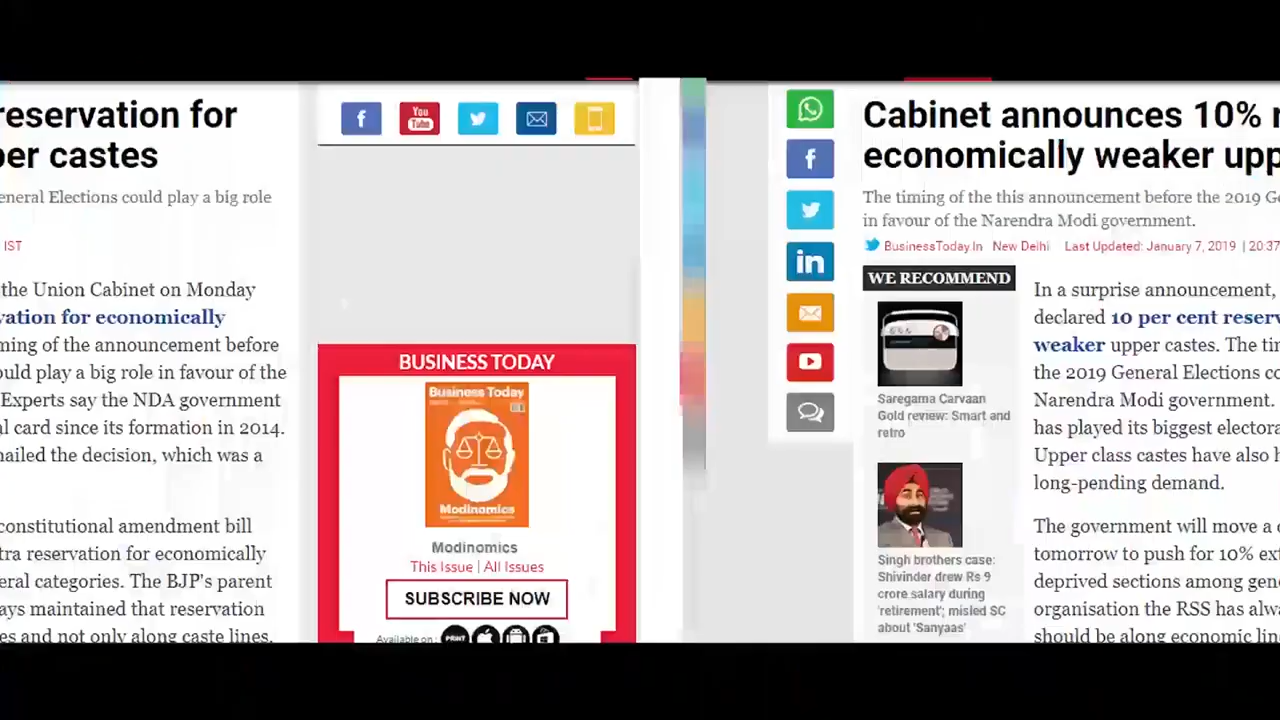 reservation for
per castes
eneral Elections could play a big role
IST
the Union Cabinet on Monday
vation for economically
ming of the announcement before
ould play a big role in favour of the
Experts say the NDA government
al card since its formation in 2014.
hailed the decision, which was a
constitutional amendment bill
tra reservation for economically
eral categories. The BJP's parent
ays maintained that reservation
es and not only along caste lines.
f
You
Tube
BUSINESS TODAY
Business Today
Modinomics
Modinomics
This Issue | All Issues
SUBSCRIBE NOW
Available on :
PRINT
f
in
Cabinet announces 10% r
economically weaker upp
The timing of the this announcement before the 2019 Ge
in favour of the Narendra Modi government.
BusinessToday.In New Delhi Last Updated: January 7, 2019 | 20:37
WE RECOMMEND
Saregama Carvaan
Gold review: Smart and
retro
Singh brothers case:
Shivinder drew Rs 9
crore salary during
'retirement'; misled SC
about 'Sanyaas'
In a surprise announcement,
declared 10 per cent reserv
weaker upper castes. The tim
the 2019 General Elections co
Narendra Modi government.
has played its biggest electora
Upper class castes have also h
long-pending demand.
The government will move a c
tomorrow to push for 10% ext
deprived sections among gene
organisation the RSS has alwa
should be along economic line